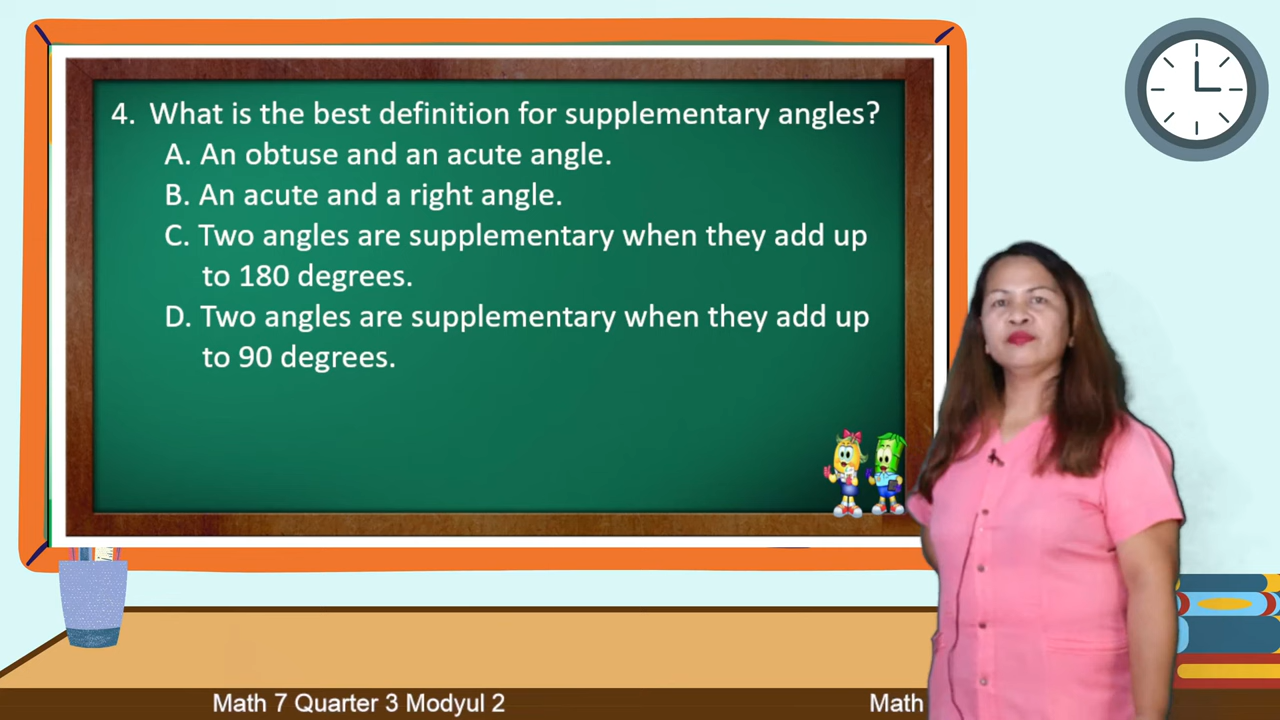 4. What is the best definition for supplementary angles?
A. An obtuse and an acute angle.
B. An acute and a right angle.
C. Two angles are supplementary when they add up
to 180 degrees.
D. Two angles are supplementary when they add up
to 90 degrees.
Math 7 Quarter 3 Modyul 2
Math